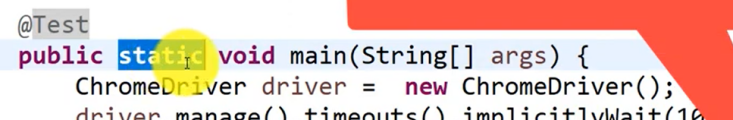 @Test
public static void main(String[] args) {
ChromeDriver driver = new ChromeDriver();
driver.manage().timeouts().implicitlyWait(10